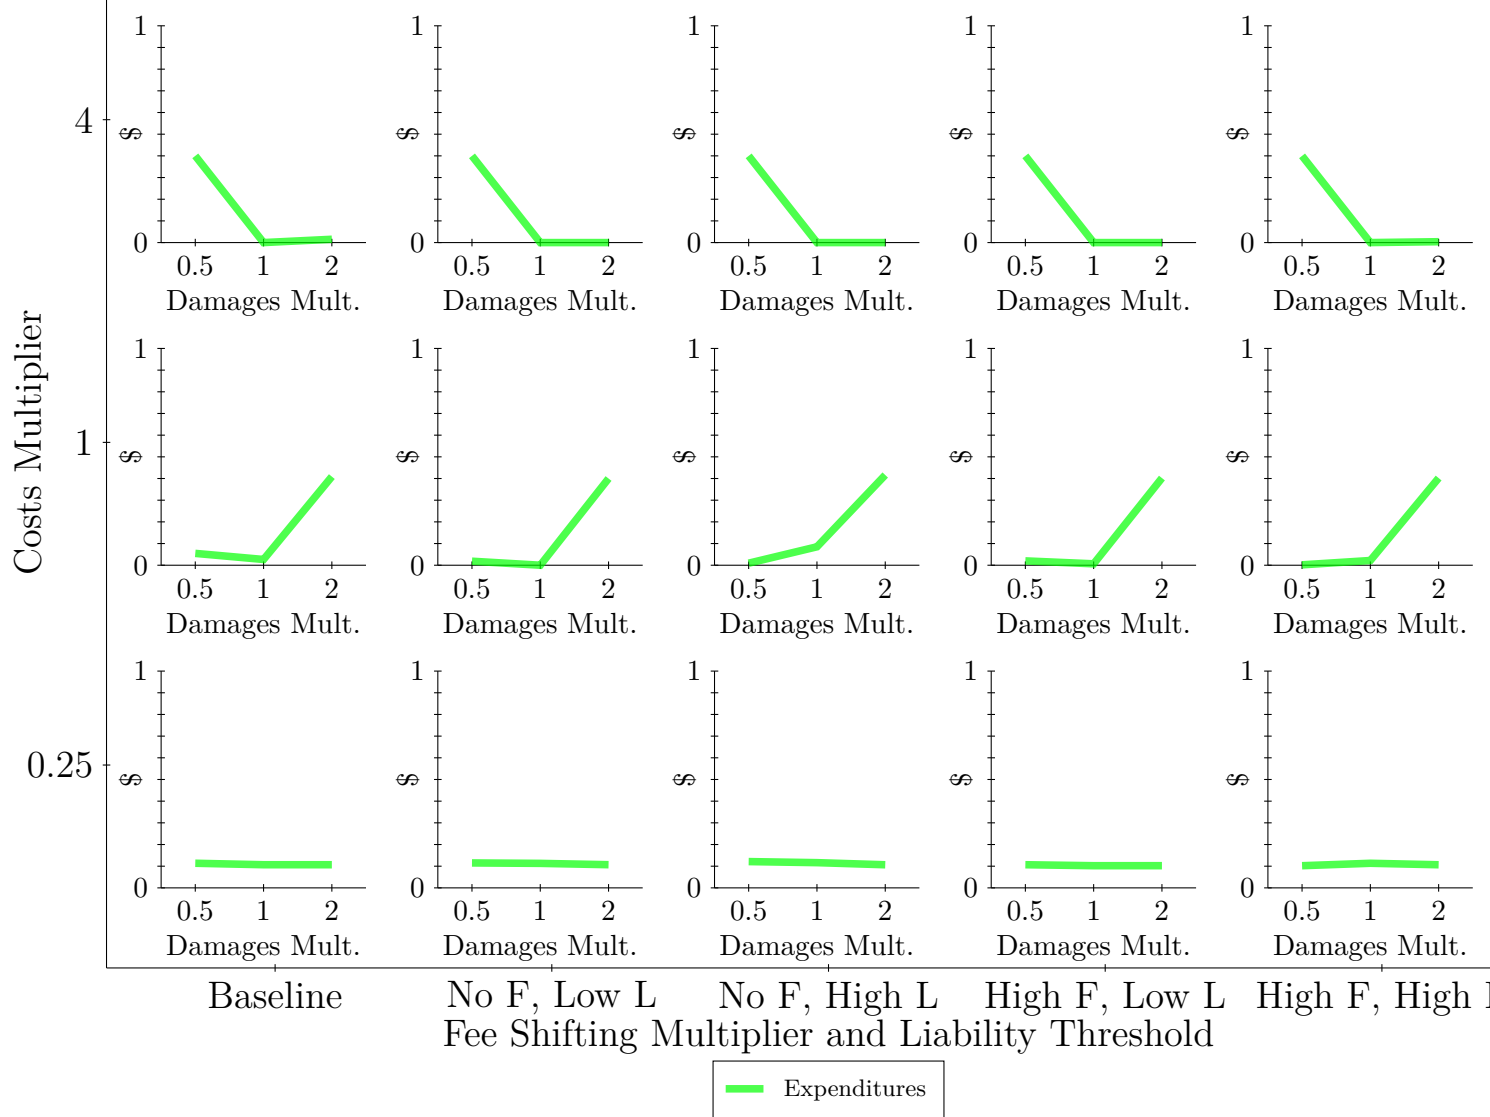 Costs Multiplier
4
1
$
0
0.5 1 2
Damages Mult.
1
$
0
0.5 1 2
Damages Mult.
1
$
0
0.5 1 2
Damages Mult.
1
$
0
0.5 1 2
Damages Mult.
1
$
0
0.5 1 2
Damages Mult.
1
1
$
0
0.5 1 2
Damages Mult.
1
$
0
0.5 1 2
Damages Mult.
1
$
0
0.5 1 2
Damages Mult.
1
$
0
0.5 1 2
Damages Mult.
1
$
0
0.5 1 2
Damages Mult.
0.25
1
$
0
0.5 1 2
Damages Mult.
1
$
0
0.5 1 2
Damages Mult.
1
$
0
0.5 1 2
Damages Mult.
1
$
0
0.5 1 2
Damages Mult.
1
$
0
0.5 1 2
Damages Mult.
Baseline
No F, Low L
No F, High L
High F, Low L
High F, High
Fee Shifting Multiplier and Liability Threshold
Expenditures